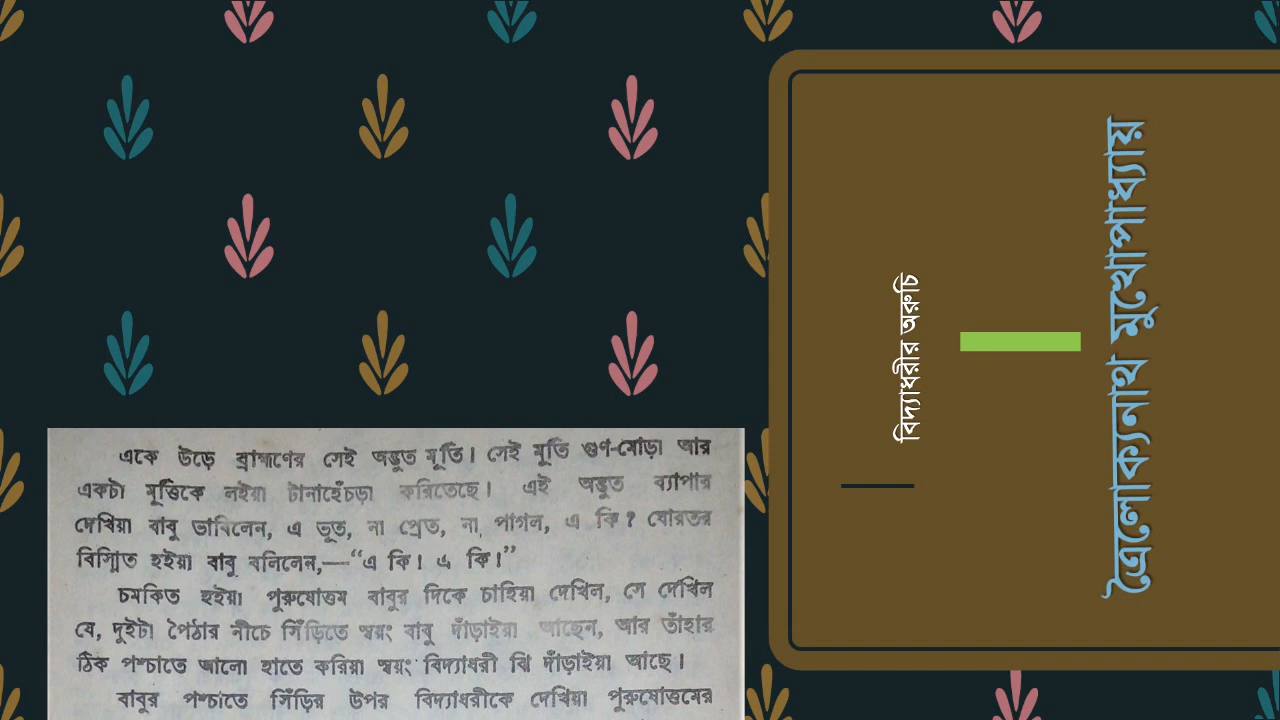 ত্রৈলোক্যনাথ মুখোপাধ্যায়
বিদ্যাধরীর অরুচি
একে উড়ে ব্রাহ্মণের সেই অদ্ভুত মূর্তি। সেই মূর্তি গুণ-মোড়া আর
একটা মূর্ত্তিকে লইয়া টানাহেঁচড়া করিতেছে। এই অদ্ভুত ব্যাপার
দেখিয়া বাবু ভাবিলেন, এ ভূত, না প্রেত, না পাগল, এ কি? ঘোরতর
বিস্মিত হইয়া বাবু বলিলেন,—“এ কি। এ কি।”
চমকিত হইয়া পুরুষোত্তম বাবুর দিকে চাহিয়া দেখিল, সে দেখিল
যে, দুইটা পৈঠার নীচে সিঁড়িতে স্বয়ং বাবু দাঁড়াইয়া আছেন, আর তাঁহার
ঠিক পশ্চাতে আলো হাতে করিয়া স্বয়ং বিদ্যাধরী ঝি দাঁড়াইয়া আছে।
বাবুর পশ্চাতে সিঁড়ির উপর বিদ্যাধরীকে দেখিয়া পুরুষোত্তমের